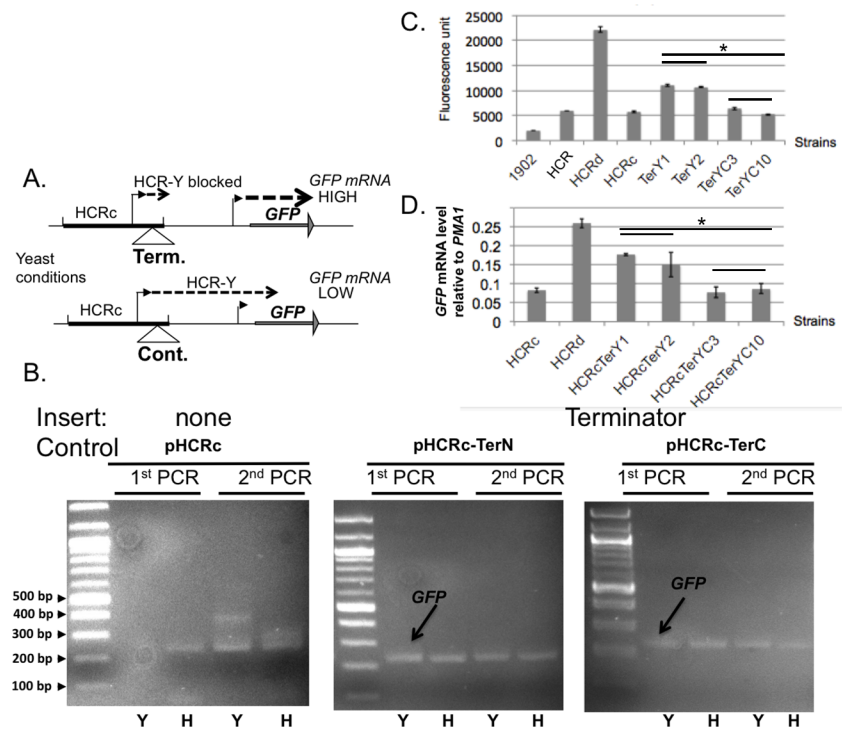 A.
HCR-Y blocked
GFP mRNA
HIGH
HCRc
GFP
Term.
Yeast
conditions
HCR-Y
GFP mRNA
LOW
HCRc
GFP
Cont.
C.
Fluorescence unit
25000
20000
15000
10000
5000
0
*
Strains
1902
HCR
HCRd
HCRc
TerY1
TerY2
TerYC3
TerYC10
D.
GFP mRNA level
relative to PMA1
0.25
0.2
0.15
0.1
0.05
0
*
Strains
HCRc
HCRd
HCRcTerY1
HCRcTerY2
HCRcTerYC3
HCRcTerYC10
B.
Insert: none Terminator
Control pHCRc pHCRc-TerN pHCRc-TerC
1st PCR 2nd PCR 1st PCR 2nd PCR 1st PCR 2nd PCR
500 bp
400 bp
300 bp
200 bp
100 bp
GFP
GFP
Y H Y H Y H Y H Y H Y H